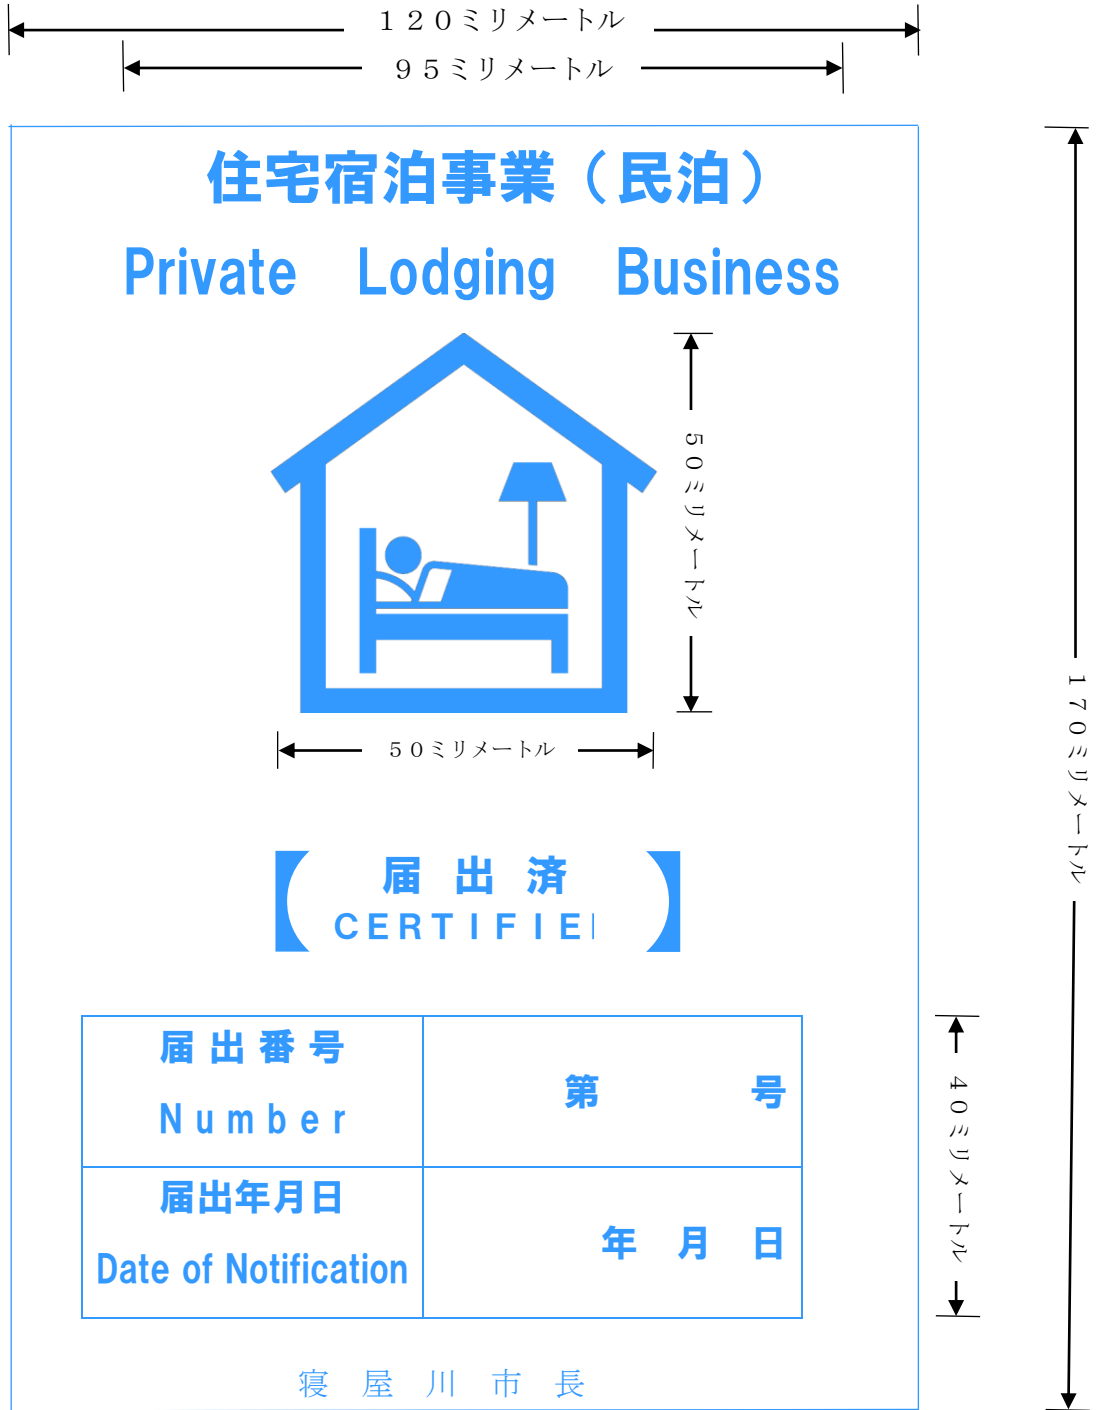 １２０ミリメートル
９５ミリメートル
住宅宿泊事業（民泊）
Private　Lodging　Business
５０ミリメートル
５０ミリメートル
１７０ミリメートル
【届出済
ＣＥＲＴＩＦＩＥ】
届出番号
Ｎｕｍｂｅｒ
第　　　号
４０ミリメートル
届出年月日
Date of Notification
年　月　日
寝　屋　川　市　長